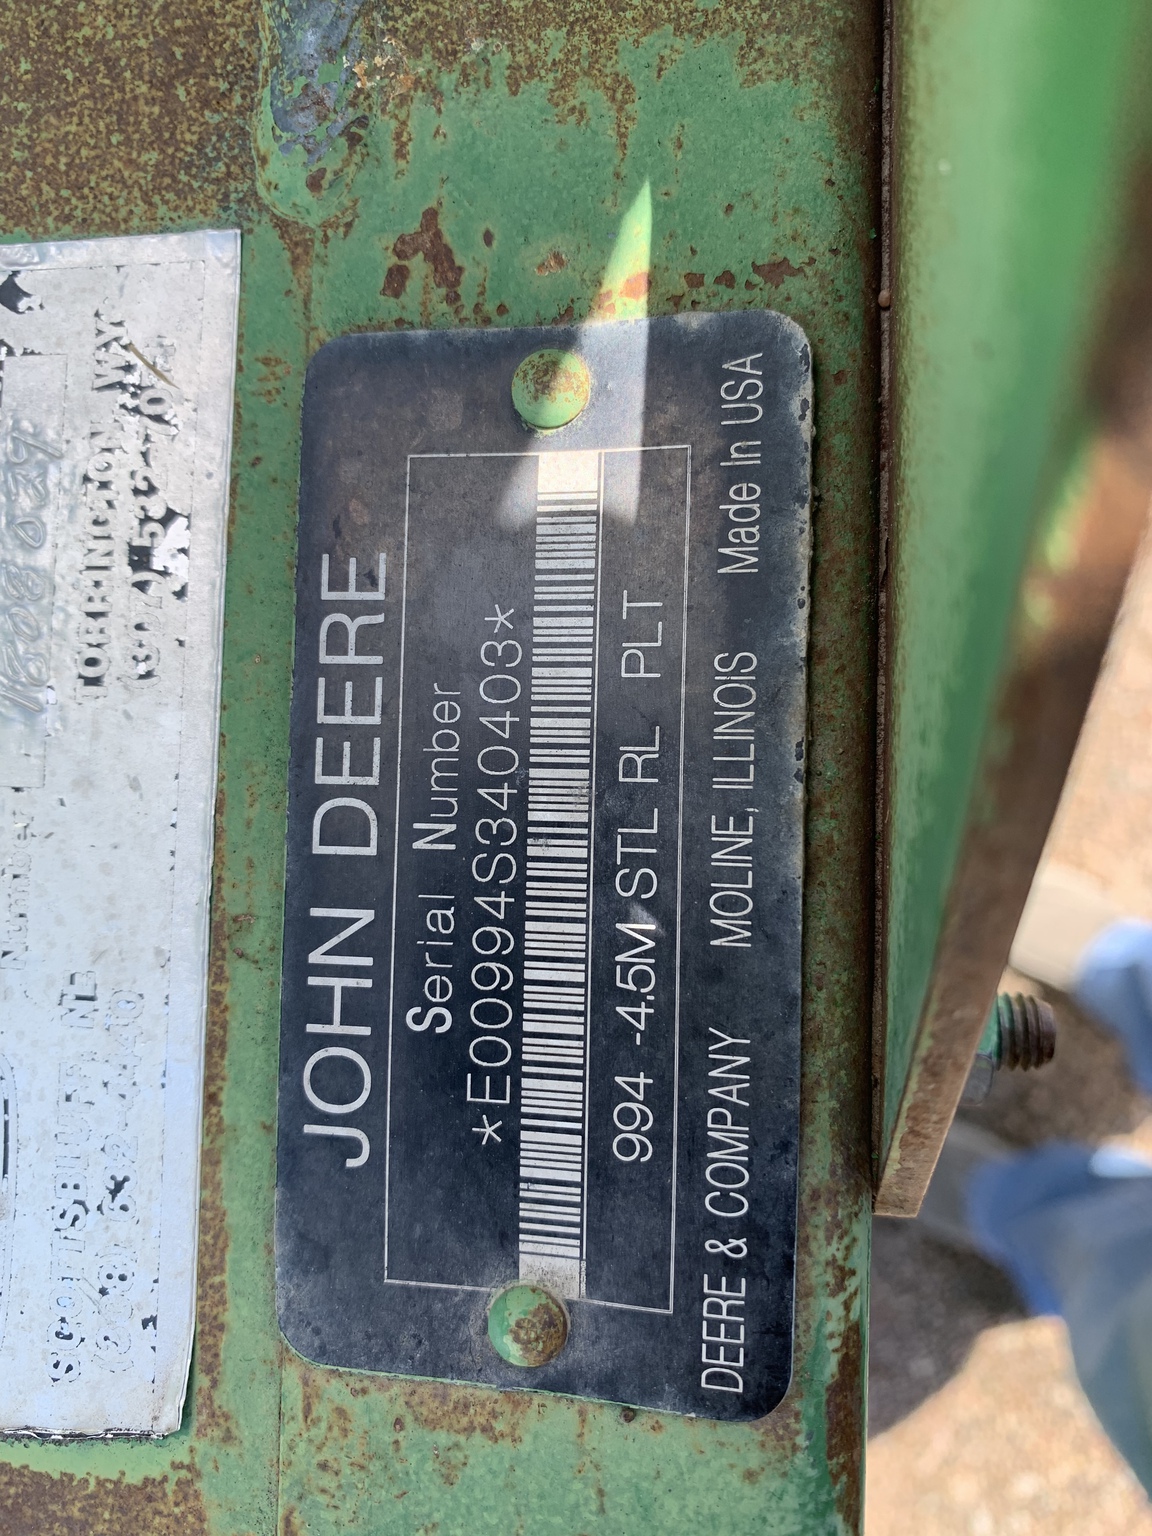 JOHN DEERE
Serial Number
*E00994S340403*
994 -4.5M STL RL PLT
DEERE & COMPANY MOLINE, ILLINOIS Made In USA
SCOTTSBLUFF NE
TORRINGTON, WY
Number